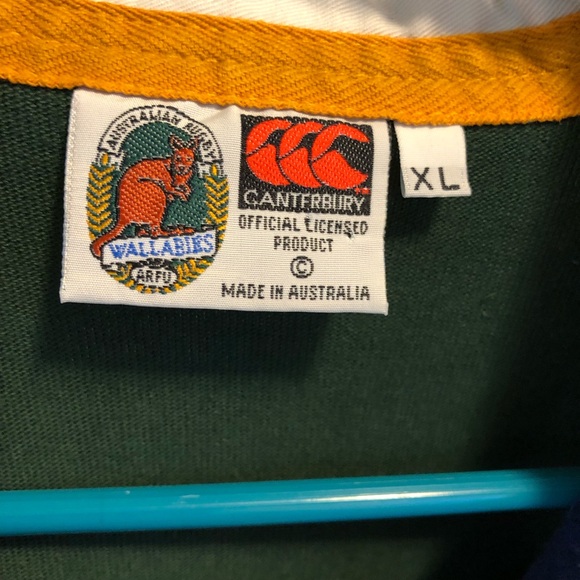 AUSTRALIAN RUGBY
WALLABIES
ARFU
CANTERBURY
OFFICIAL LICENSED
PRODUCT
©
MADE IN AUSTRALIA
XL